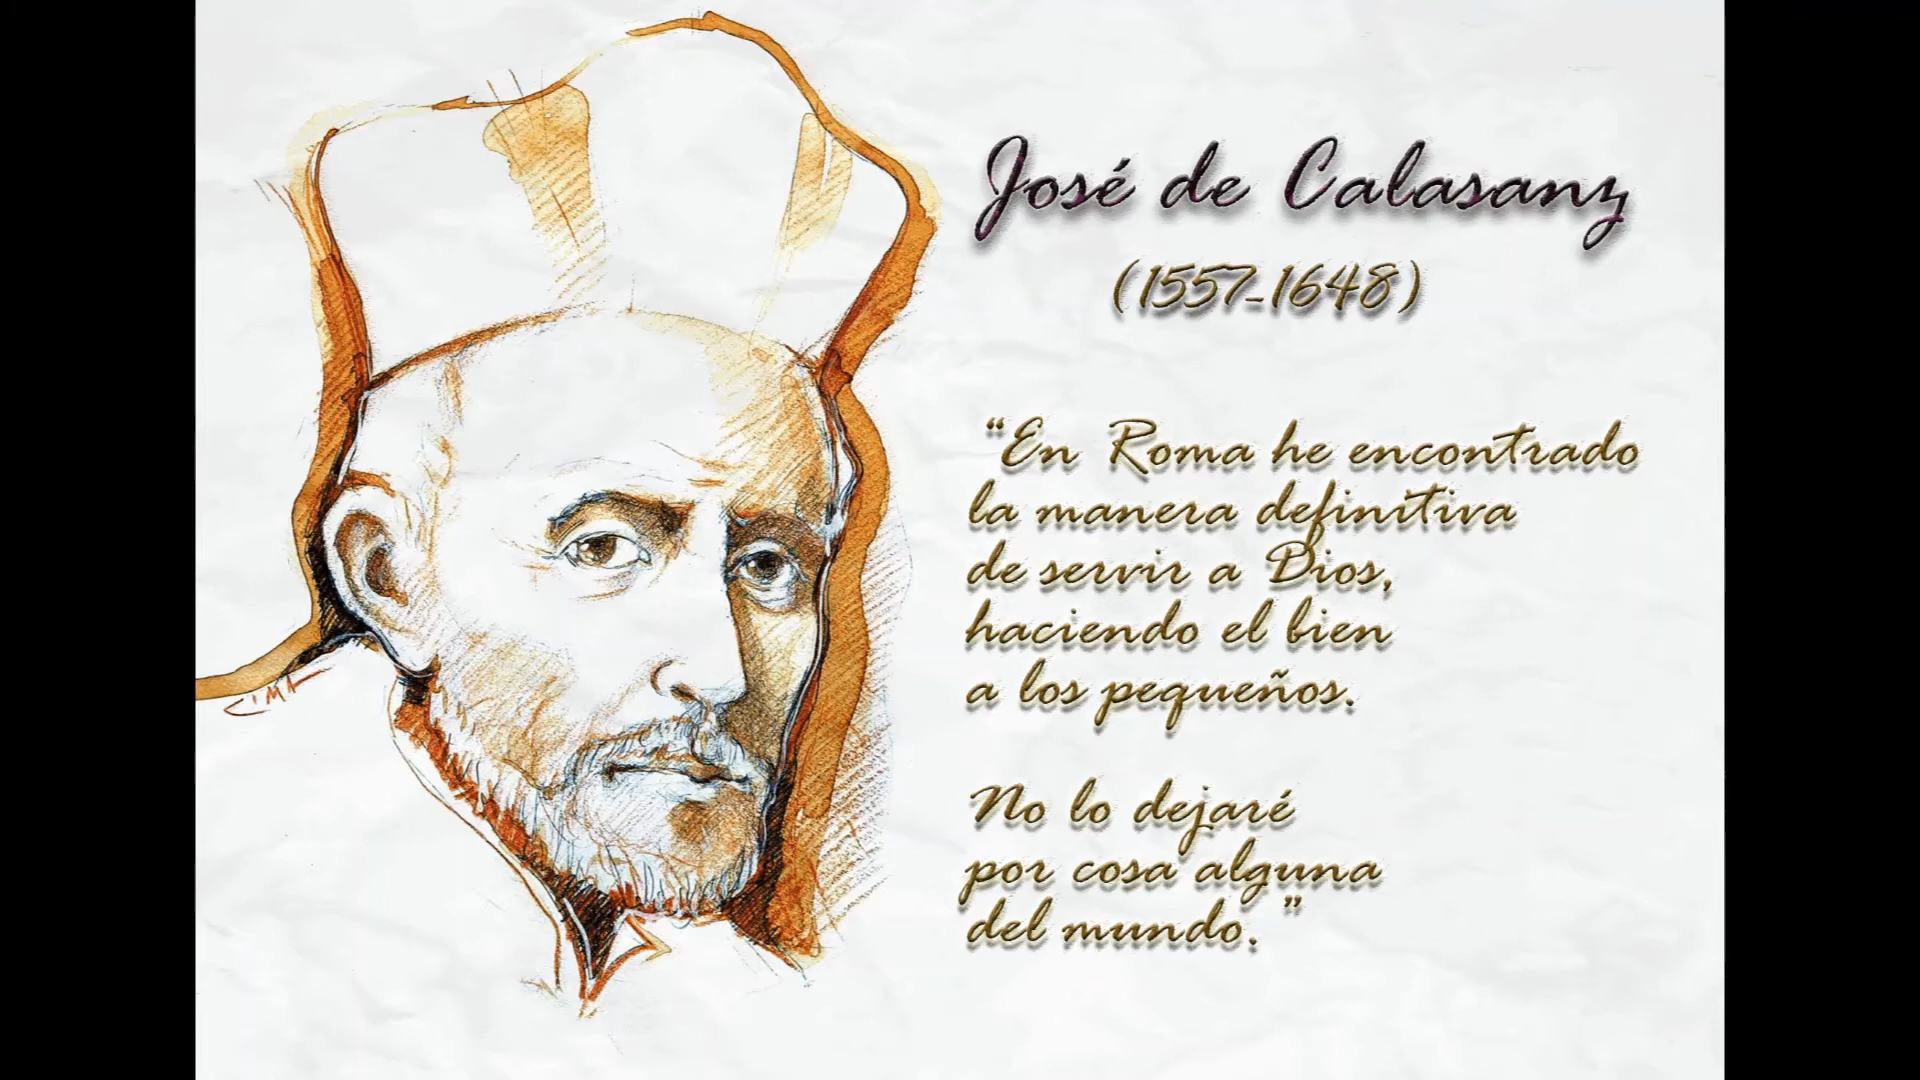 José de Calasanz
(1557-1648)
“En Roma he encontrado
la manera definitiva
de servir a Dios,
haciendo el bien
a los pequeños.
No lo dejaré
por cosa alguna
del mundo.”
CIMA